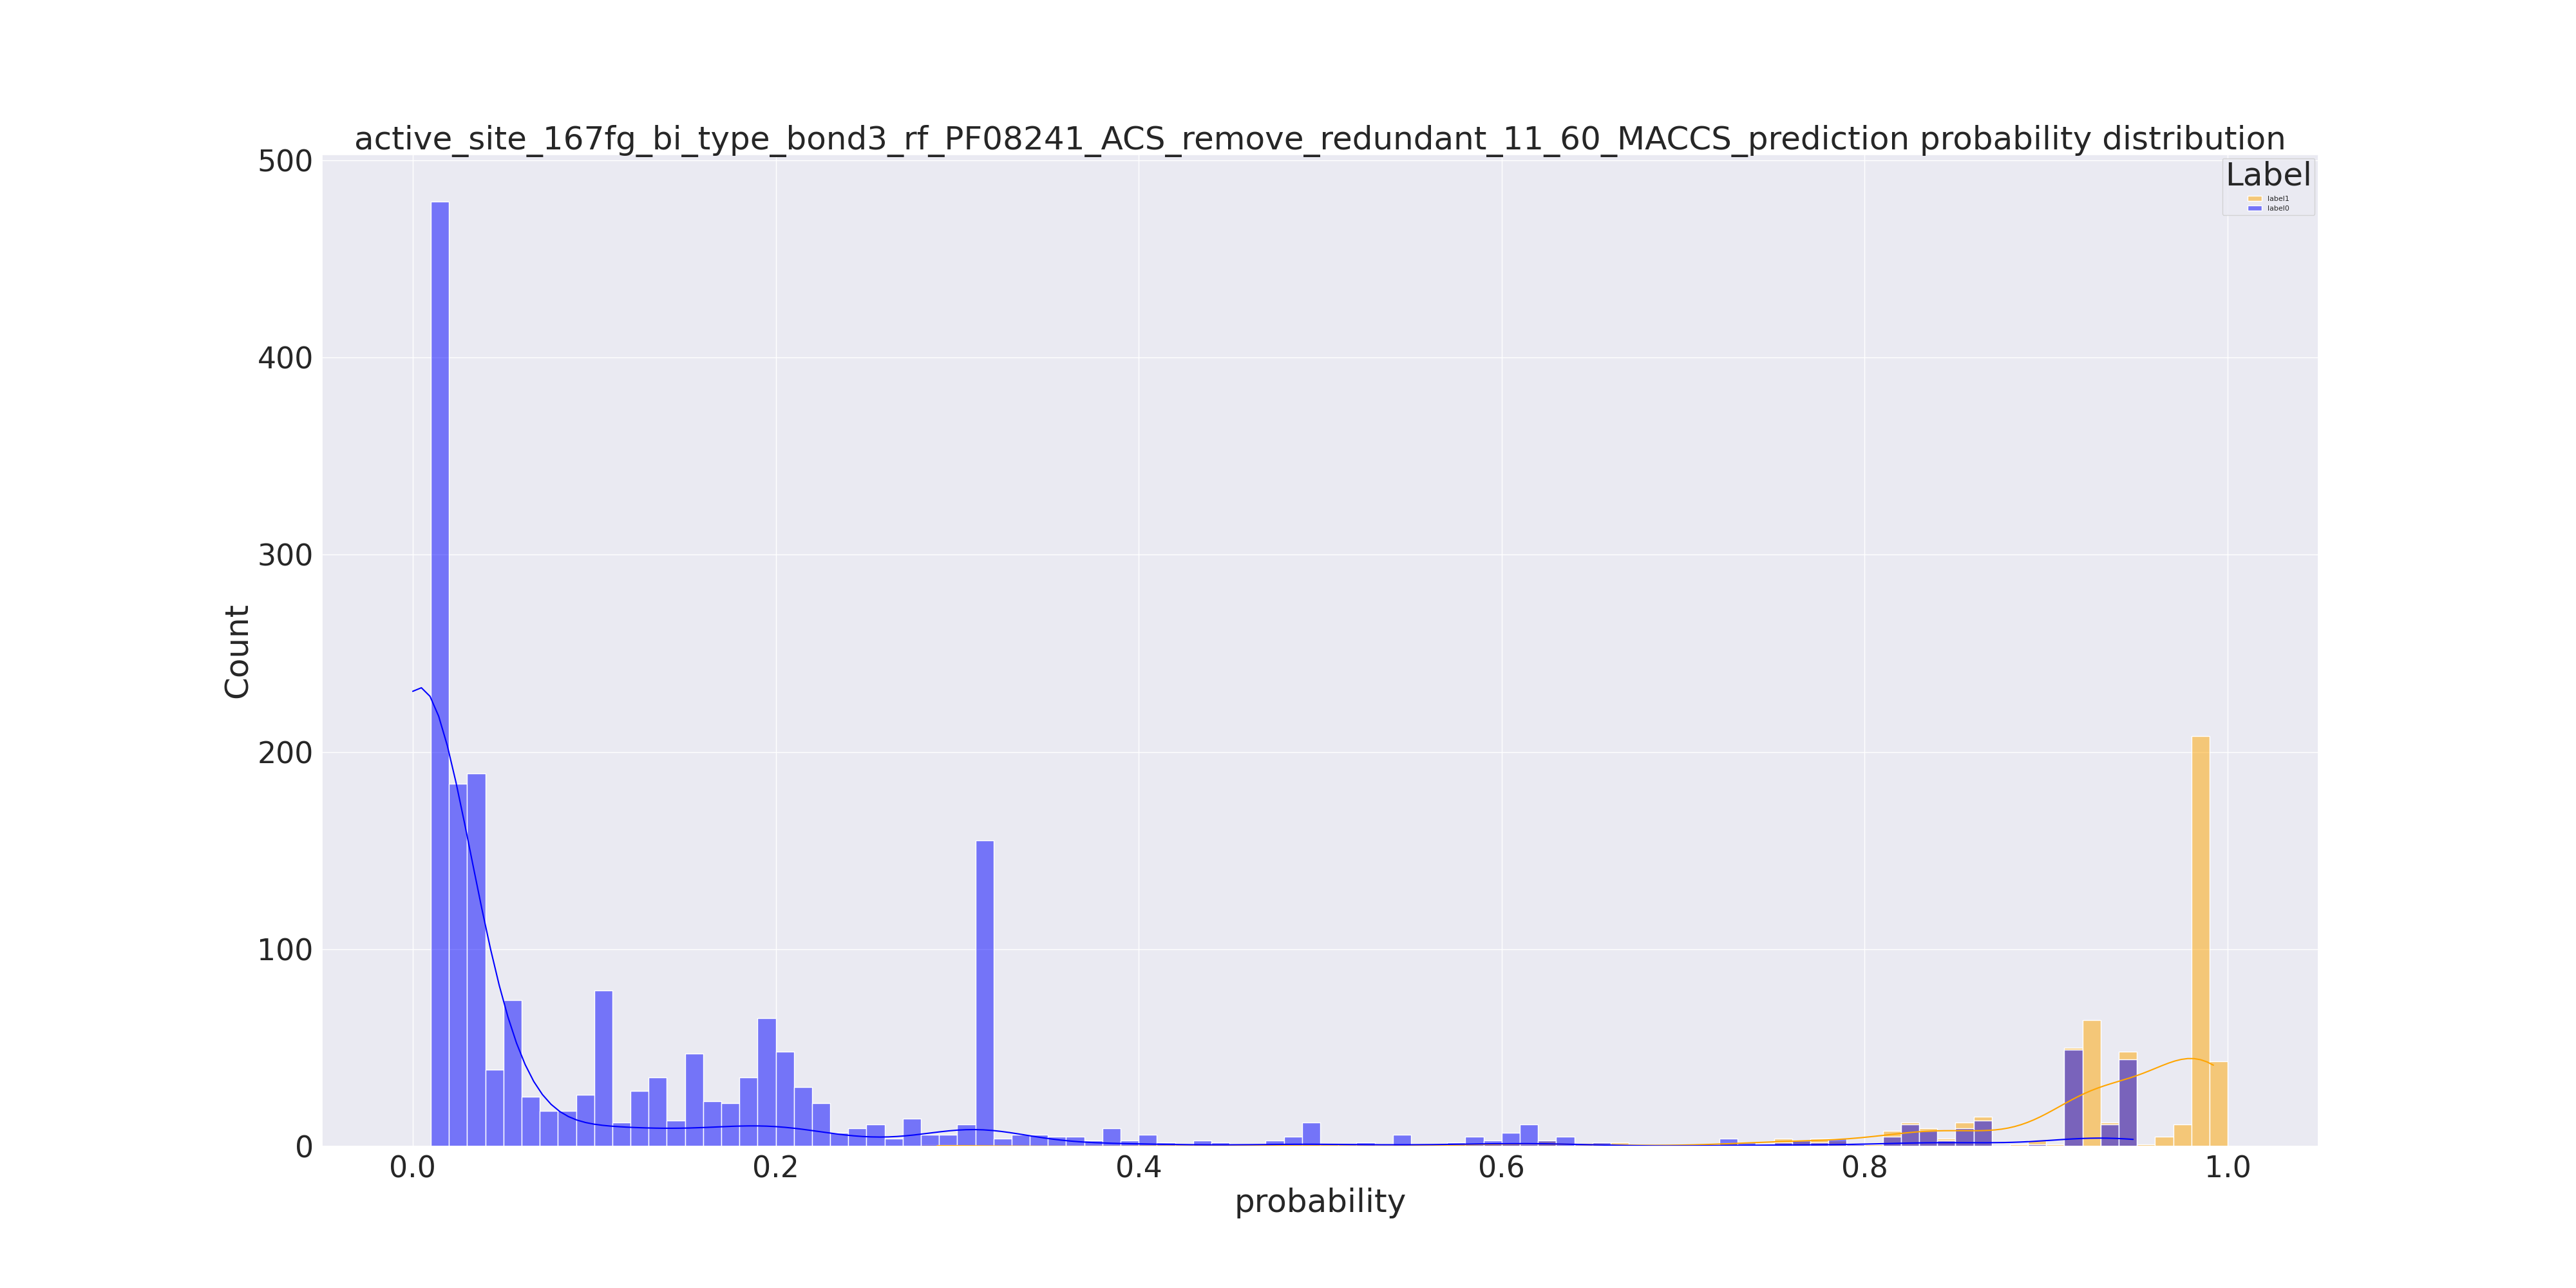 active_site_167fg_bi_type_bond3_rf_PF08241_ACS_remove_redundant_11_60_MACCS_prediction probability distribution
Label
label1
label0
500
400
300
200
100
0
Count
0.0 0.2 0.4 0.6 0.8 1.0
probability